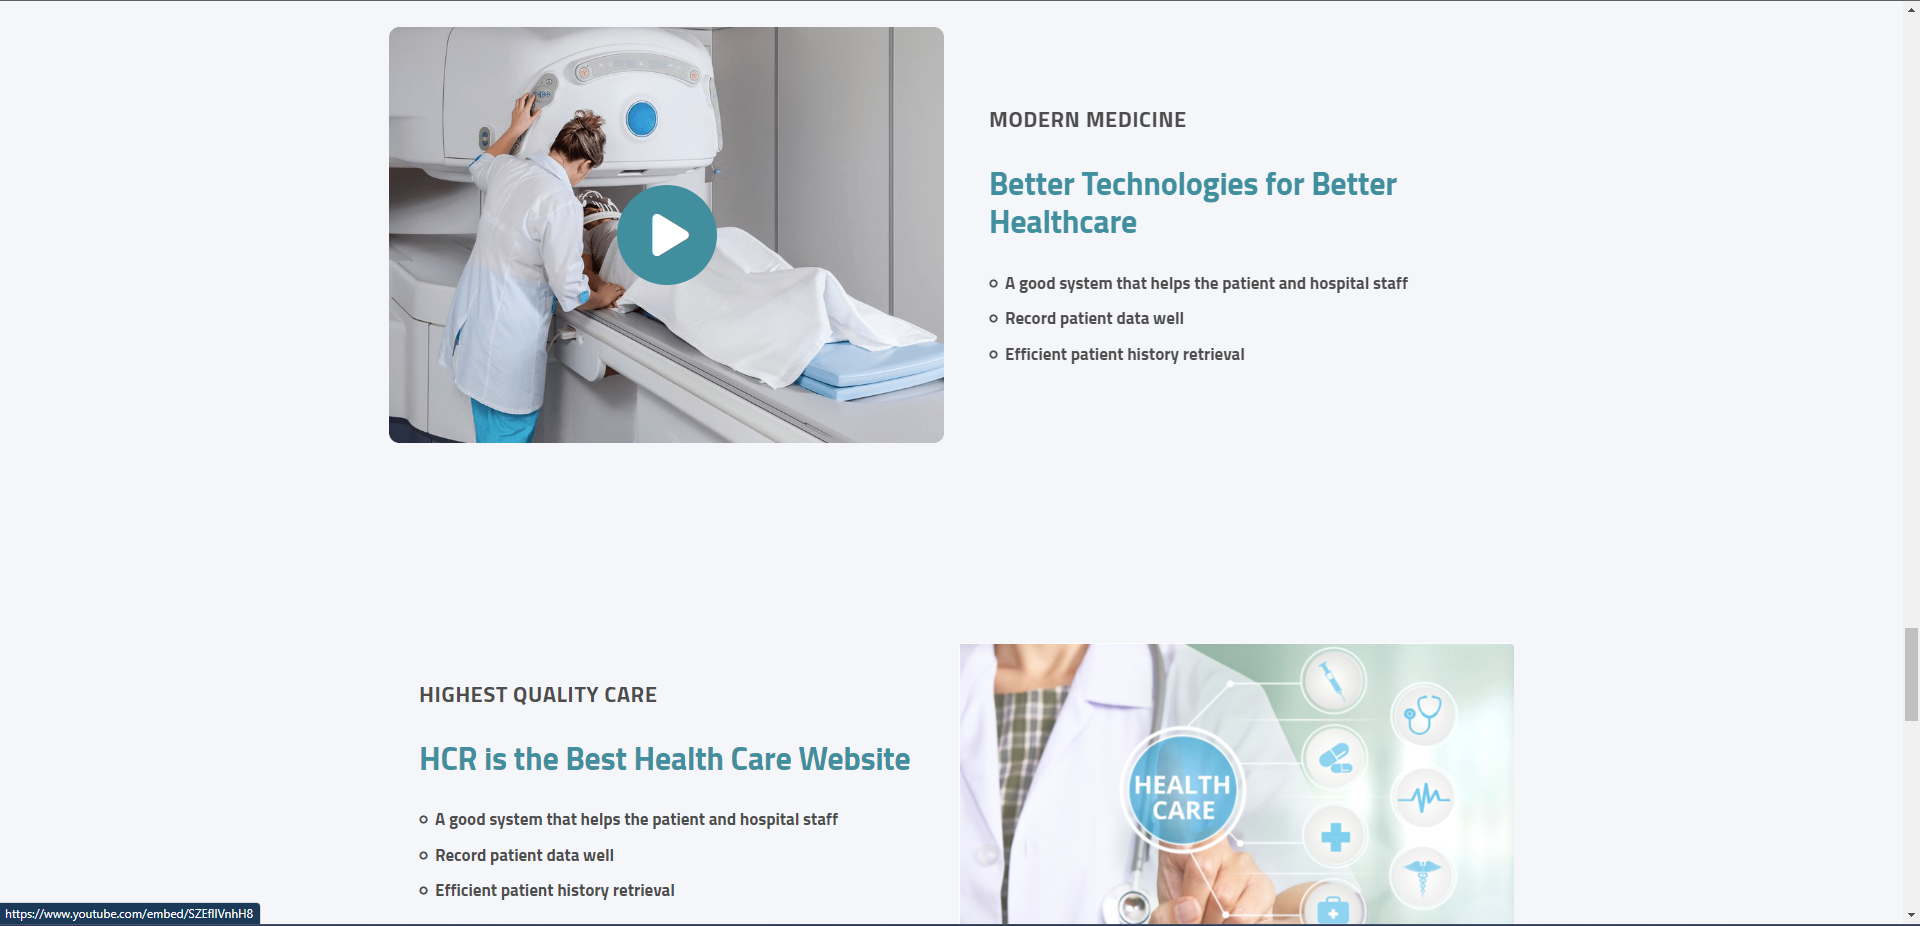 MODERN MEDICINE
Better Technologies for Better
Healthcare
A good system that helps the patient and hospital staff
Record patient data well
Efficient patient history retrieval
HIGHEST QUALITY CARE
HCR is the Best Health Care Website
A good system that helps the patient and hospital staff
Record patient data well
Efficient patient history retrieval
HEALTH
CARE
https://www.youtube.com/embed/SZEflIVnhH8